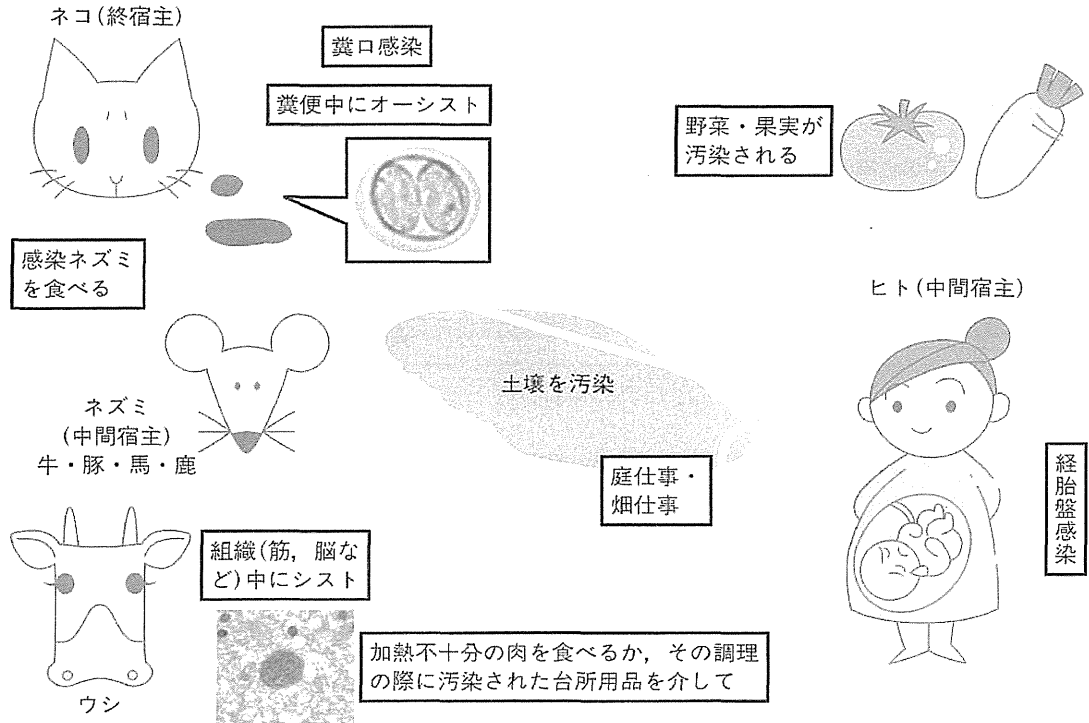 ネコ(終宿主)
糞口感染
糞便中にオーシスト
野菜・果実が
汚染される
感染ネズミ
を食べる
ヒト(中間宿主)
土壌を汚染
ネズミ
(中間宿主)
牛・豚・馬・鹿
庭仕事・
畑仕事
経胎盤感染
組織(筋，脳な
ど)中にシスト
加熱不十分の肉を食べるか，その調理
の際に汚染された台所用品を介して
ウシ